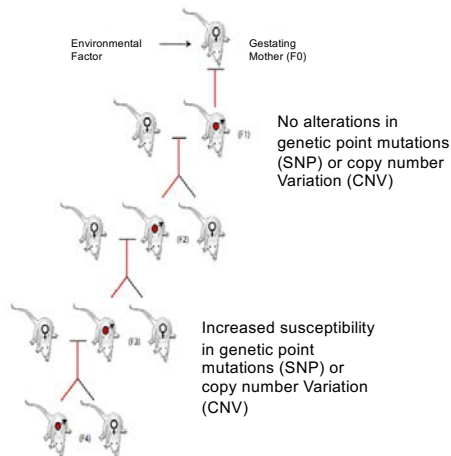 Environmental
Factor
Gestating
Mother (F0)
(F1)
No alterations in
genetic point mutations
(SNP) or copy number
Variation (CNV)
(F2)
(F3)
Increased susceptibility
in genetic point
mutations (SNP) or
copy number Variation
(CNV)
(F4)